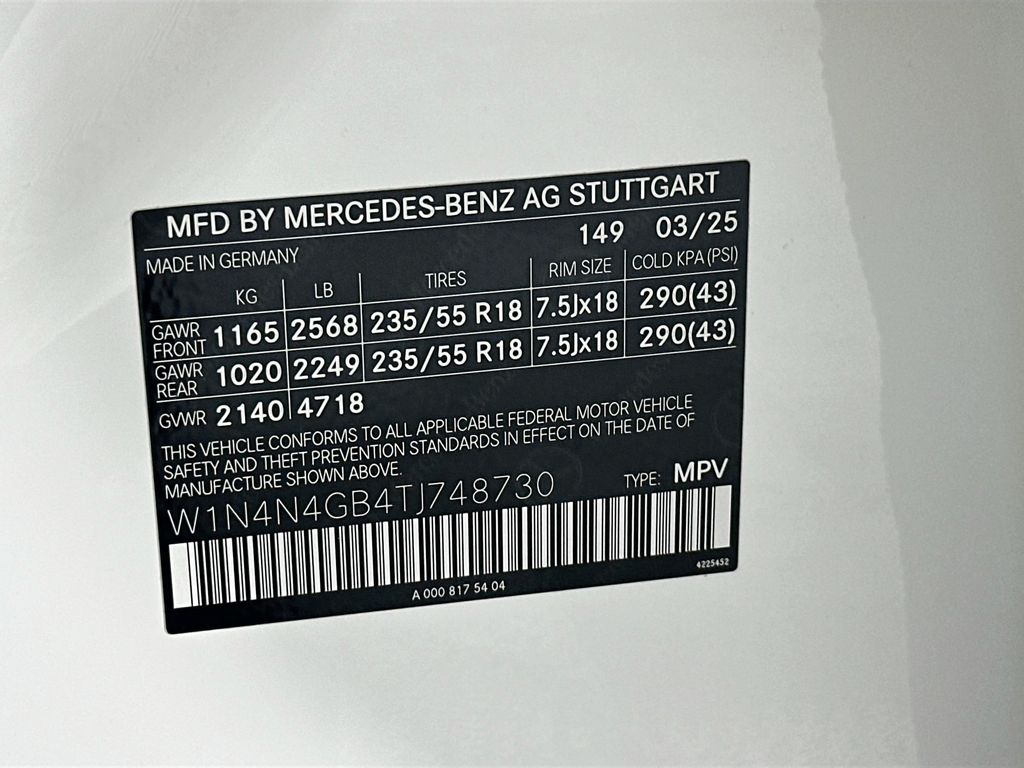 MFD BY MERCEDES-BENZ AG STUTTGART
149 03/25
MADE IN GERMANY
KG LB TIRES RIM SIZE COLD KPA (PSI)
GAWR FRONT 1165 2568 235/55 R18 7.5Jx18 290(43)
GAWR REAR 1020 2249 235/55 R18 7.5Jx18 290(43)
GVWR 2140 4718
THIS VEHICLE CONFORMS TO ALL APPLICABLE FEDERAL MOTOR VEHICLE
SAFETY AND THEFT PREVENTION STANDARDS IN EFFECT ON THE DATE OF
MANUFACTURE SHOWN ABOVE.
W1N4N4GB4TJ748730 TYPE: MPV
A 000 817 54 04
4225452